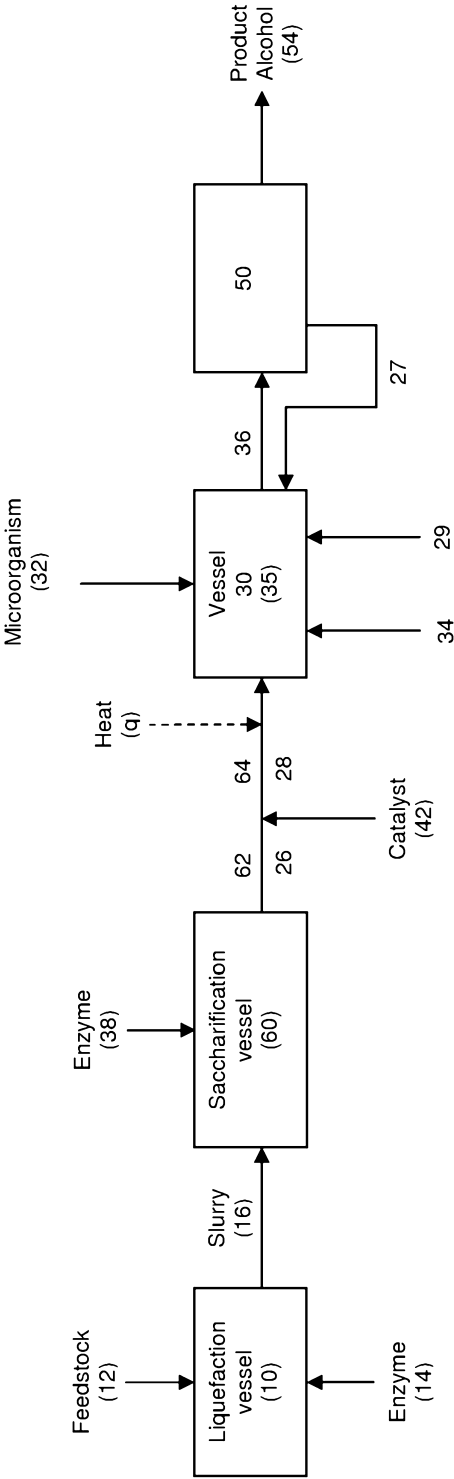 Feedstock
(12)
Liquefaction
vessel
(10)
Enzyme
(14)
Slurry
(16)
Enzyme
(38)
Saccharification
vessel
(60)
62
26
Catalyst
(42)
64
28
Heat
(q)
Microorganism
(32)
Vessel
30
(35)
34
29
36
27
50
Product
Alcohol
(54)